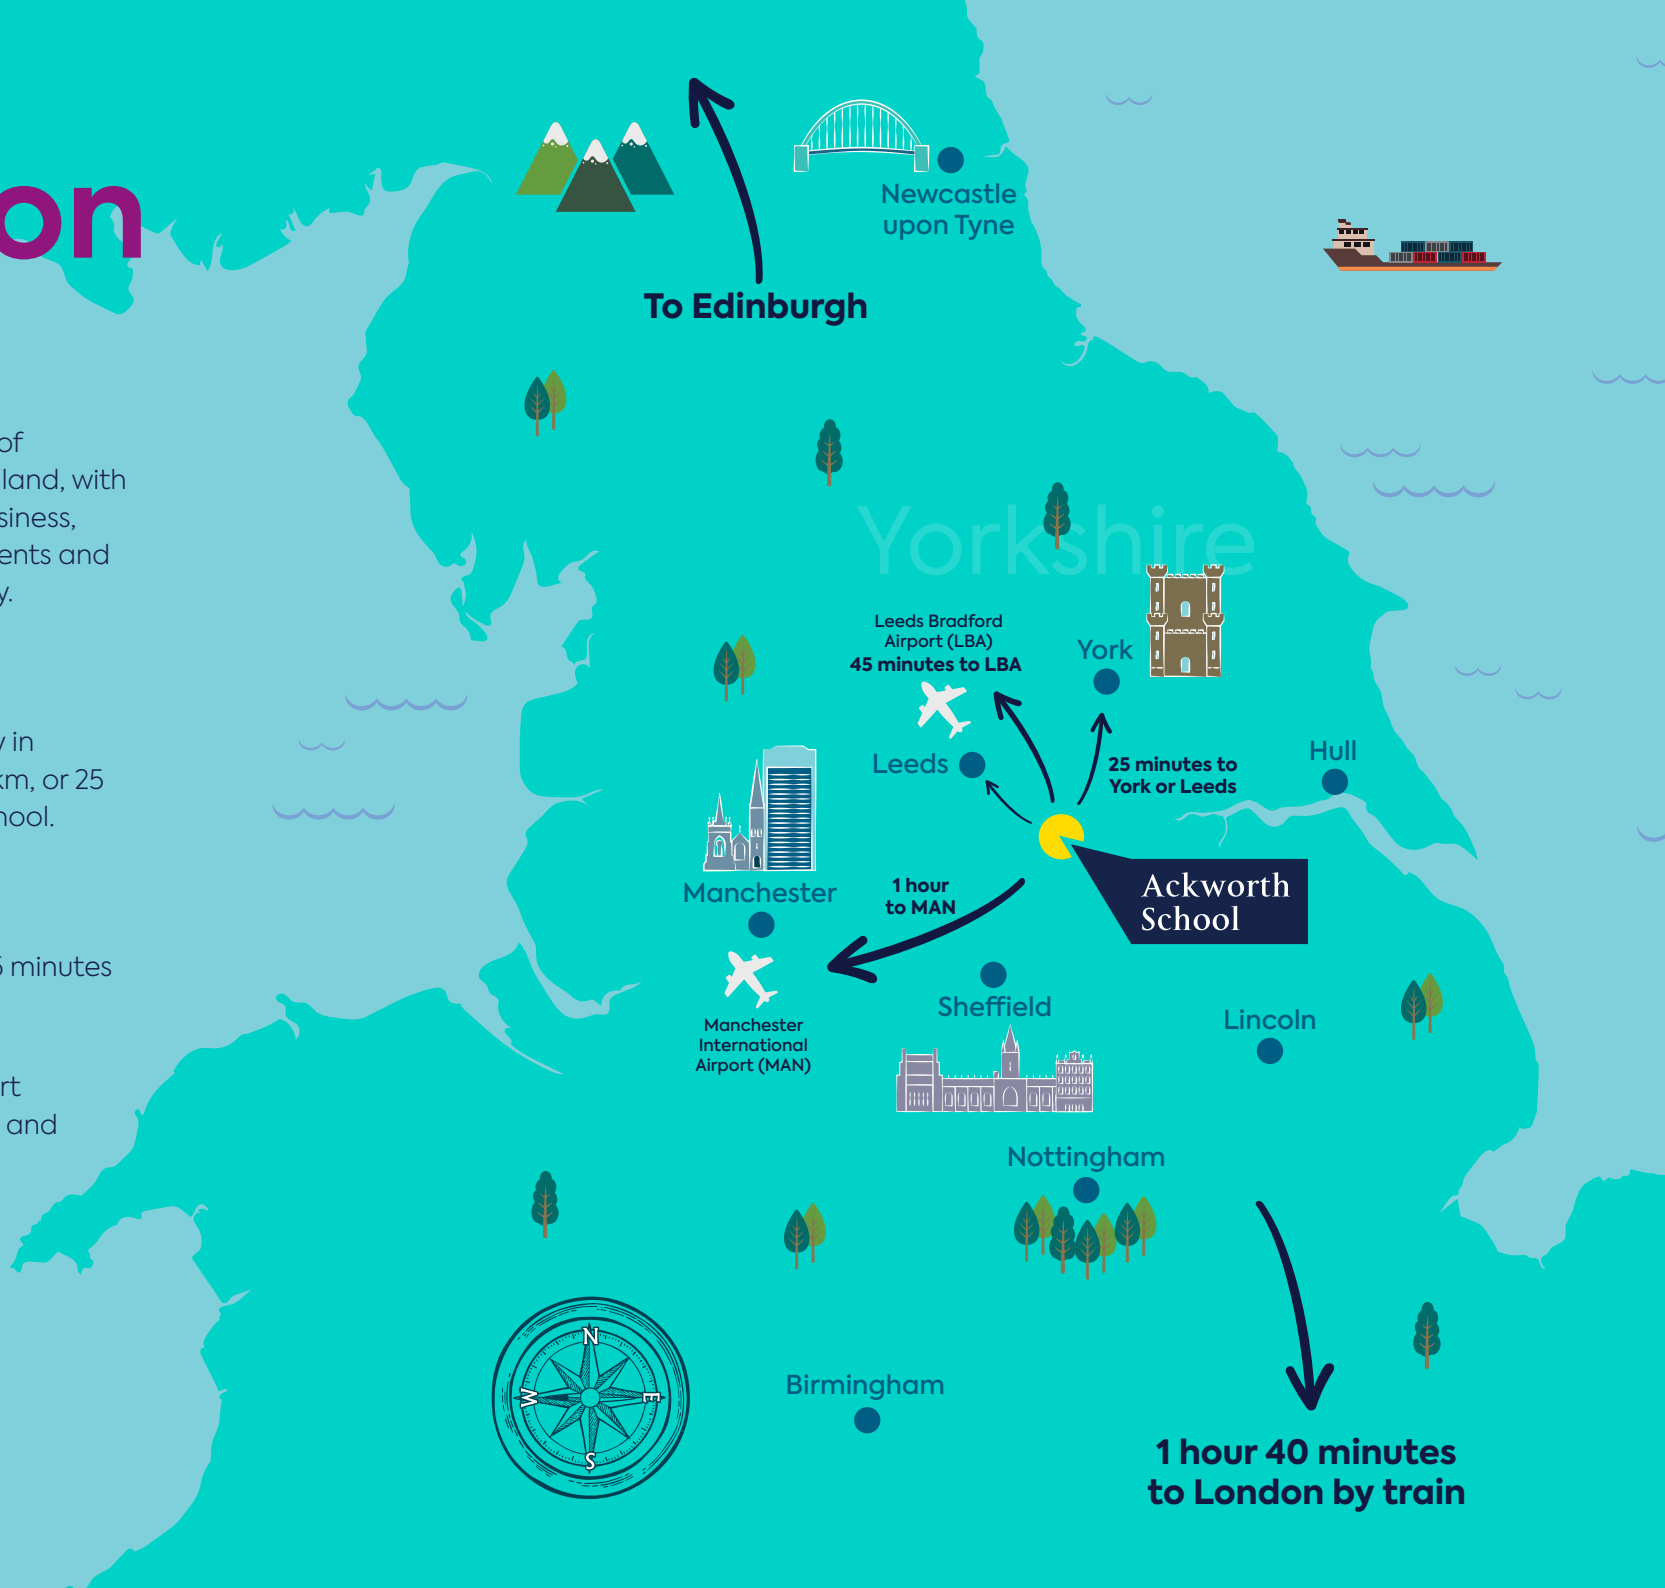 on
of
land, with
siness,
ents and
y.
y in
km, or 25
hool.
5 minutes
rt
and
Newcastle
upon Tyne
To Edinburgh
Yorkshire
Leeds Bradford
Airport (LBA)
45 minutes to LBA
York
Leeds
25 minutes to
York or Leeds
Hull
Manchester
1 hour
to MAN
Ackworth
School
Manchester
International
Airport (MAN)
Sheffield
Lincoln
Nottingham
N
W
E
S
Birmingham
1 hour 40 minutes
to London by train